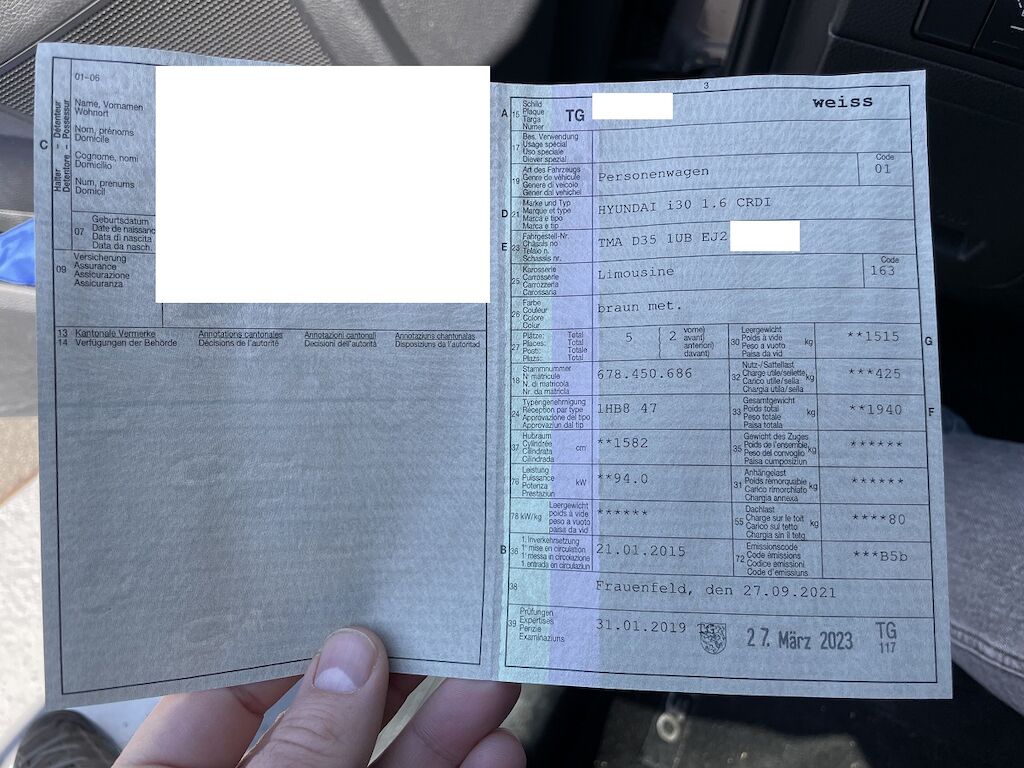 01-06
Halter - Détenteur
Detentore - Possessur
C
Name, Vornamen
Wohnort
Nom, prénoms
Domicile
Cognome, nomi
Domicilio
Num, prenums
Domicil
07
Geburtsdatum
Date de naissanc
Data di nascita
Data da nasch.
09
Versicherung
Assurance
Assicurazione
Assicuranza
13 Kantonale Vermerke Annotations cantonales Annotazioni cantonali Annotaziuns chantonalas
14 Verfügungen der Behörde Décisions de l'autorité Decisioni dell'autorità Disposiziuns da l'autoritad
3
A 15
Schild
Plaque
Targa
Numer
TG
weiss
17
Bes. Verwendung
Usage spécial
Uso speciale
Diever spezial
19
Art des Fahrzeugs
Genre de véhicule
Genere di veicolo
Gener dal vehichel
Personenwagen
Code
01
D 21
Marke und Typ
Marque et type
Marca e tipo
Marca e tip
HYUNDAI i30 1.6 CRDI
E 23
Fahrgestell-Nr.
Châssis no
Telaio n.
Schassis nr.
TMA D35 1UB EJ2
25
Karosserie
Carrosserie
Carrozzeria
Carossaria
Limousine
Code
163
26
Farbe
Couleur
Colore
Colur
braun met.
27
Plätze: Total
Places: Total
Posti: Totale
Plazs: Total
5
2
vorne)
avant)
anteriori)
davant)
30
Leergewicht
Poids à vide
Peso a vuoto
Paisa da vid
kg
**1515
G
18
Stammnummer
N° matricule
N. di matricola
Nr. da matricla
678.450.686
32
Nutz-/Sattellast
Charge utile/sellette
Carico utile/sella
Chargia utila/sella
kg
***425
24
Typengenehmigung
Réception par type
Approvazione del tipo
Approvaziun dal tip
1HB8 47
33
Gesamtgewicht
Poids total
Peso totale
Paisa totala
kg
**1940
F
37
Hubraum
Cylindrée
Cilindrata
Cilindrada
cm
**1582
35
Gewicht des Zuges
Poids de l'ensemble
Peso del convoglio
Paisa cumposiziun
kg
******
76
Leistung
Puissance
Potenza
Prestaziun
kW
**94.0
31
Anhängelast
Poids remorquable
Carico rimorchiato
Chargia annexa
kg
******
78 kW/kg
Leergewicht
poids à vide
peso a vuoto
paisa da vid
******
55
Dachlast
Charge sur le toit
Carico sul tetto
Chargia sin il tetg
kg
****80
B 36
1. Inverkehrsetzung
1re mise en circulation
1a messa in circolazione
1. entrada en circulaziun
21.01.2015
72
Emissionscode
Code émissions
Codice emissioni
Code d'emissiuns
***B5b
38
Frauenfeld, den 27.09.2021
39
Prüfungen
Expertises
Perizie
Examinaziuns
31.01.2019 TG
27. März 2023
TG
117